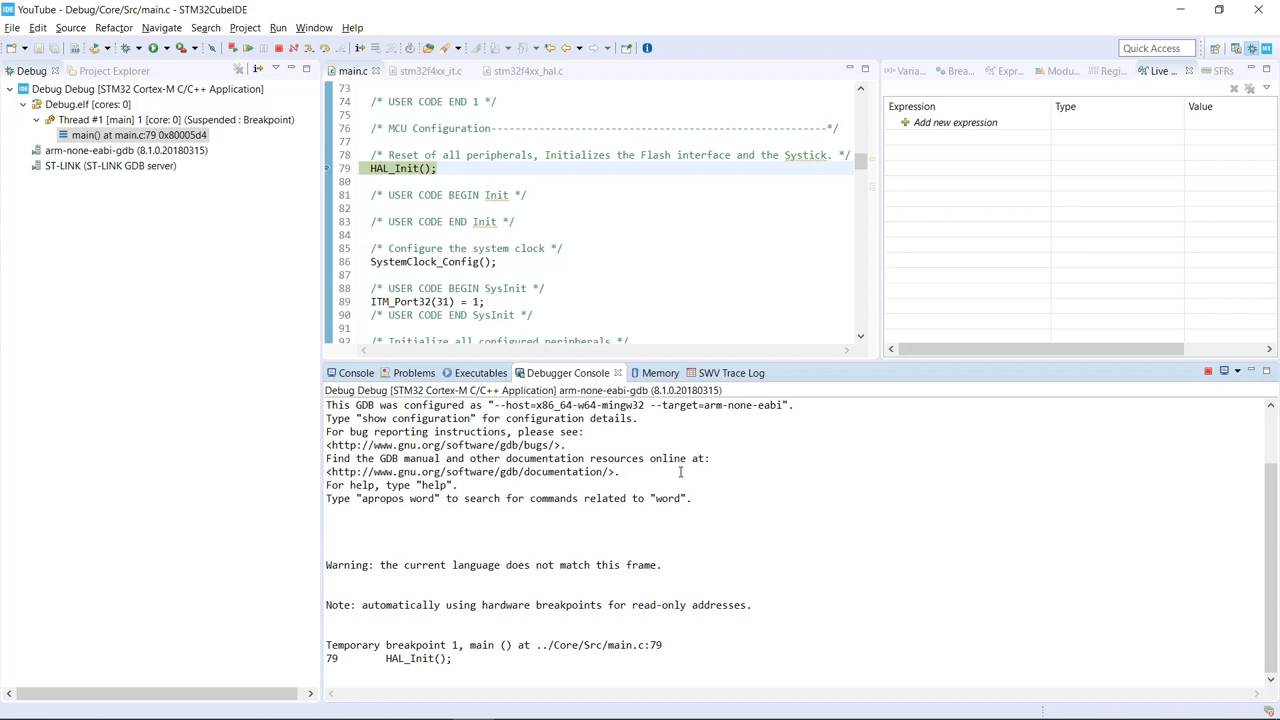 IDE YouTube - Debug/Core/Src/main.c - STM32CubeIDE
File Edit Source Refactor Navigate Search Project Run Window Help
Quick Access
Debug
Project Explorer
Debug Debug [STM32 Cortex-M C/C++ Application]
Debug.elf [cores: 0]
Thread #1 [main] 1 [core: 0] (Suspended : Breakpoint)
main() at main.c:79 0x80005d4
arm-none-eabi-gdb (8.1.0.20180315)
ST-LINK (ST-LINK GDB server)
main.c stm32f4xx_it.c stm32f4xx_hal.c
73
74 /* USER CODE END 1 */
75
76 /* MCU Configuration--------------------------------------------------------*/
77
78 /* Reset of all peripherals, Initializes the Flash interface and the Systick. */
79 HAL_Init();
80
81 /* USER CODE BEGIN Init */
82
83 /* USER CODE END Init */
84
85 /* Configure the system clock */
86 SystemClock_Config();
87
88 /* USER CODE BEGIN SysInit */
89 ITM_Port32(31) = 1;
90 /* USER CODE END SysInit */
91
92 /* Initialize all configured peripherals */
Varia... Brea... Expr... Modu... Regi... Live ... SFRs
Expression Type Value
Add new expression
Console Problems Executables Debugger Console Memory SWV Trace Log
Debug Debug [STM32 Cortex-M C/C++ Application] arm-none-eabi-gdb (8.1.0.20180315)
This GDB was configured as "--host=x86_64-w64-mingw32 --target=arm-none-eabi".
Type "show configuration" for configuration details.
For bug reporting instructions, please see:
<http://www.gnu.org/software/gdb/bugs/>.
Find the GDB manual and other documentation resources online at:
<http://www.gnu.org/software/gdb/documentation/>.
For help, type "help".
Type "apropos word" to search for commands related to "word".
Warning: the current language does not match this frame.
Note: automatically using hardware breakpoints for read-only addresses.
Temporary breakpoint 1, main () at ../Core/Src/main.c:79
79 HAL_Init();